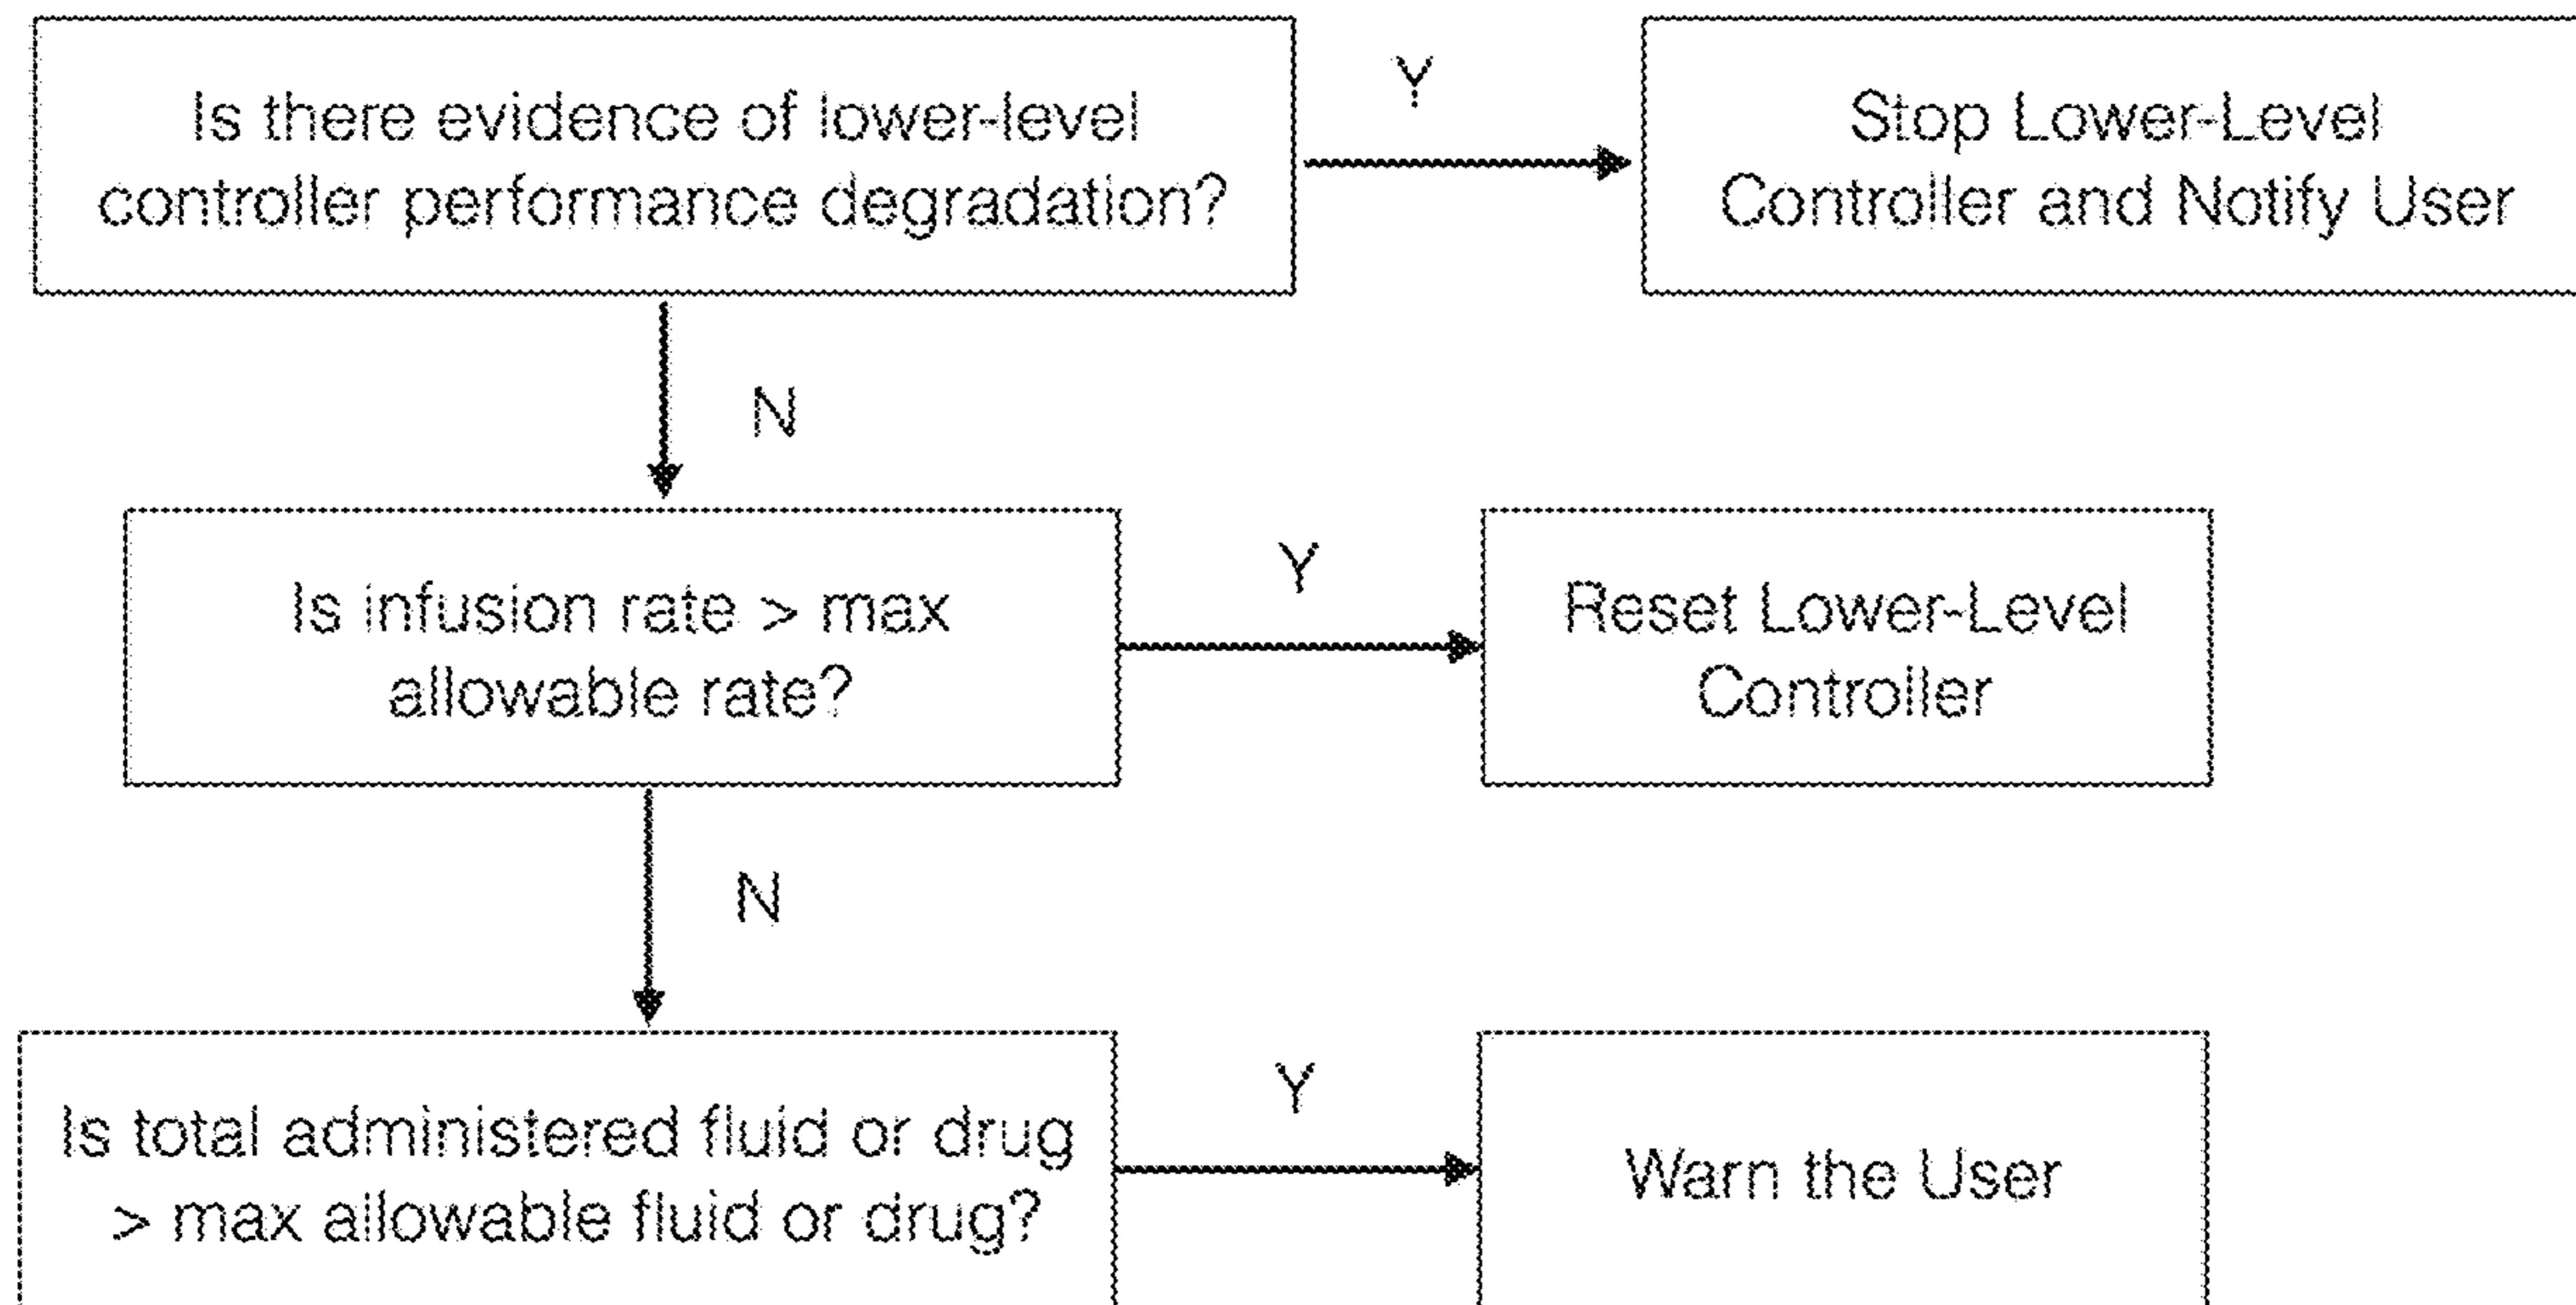 Is there evidence of lower-level
controller performance degradation?
Y
Stop Lower-Level
Controller and Notify User
N
Is infusion rate > max
allowable rate?
Y
Reset Lower-Level
Controller
N
Is total administered fluid or drug
> max allowable fluid or drug?
Y
Warn the User